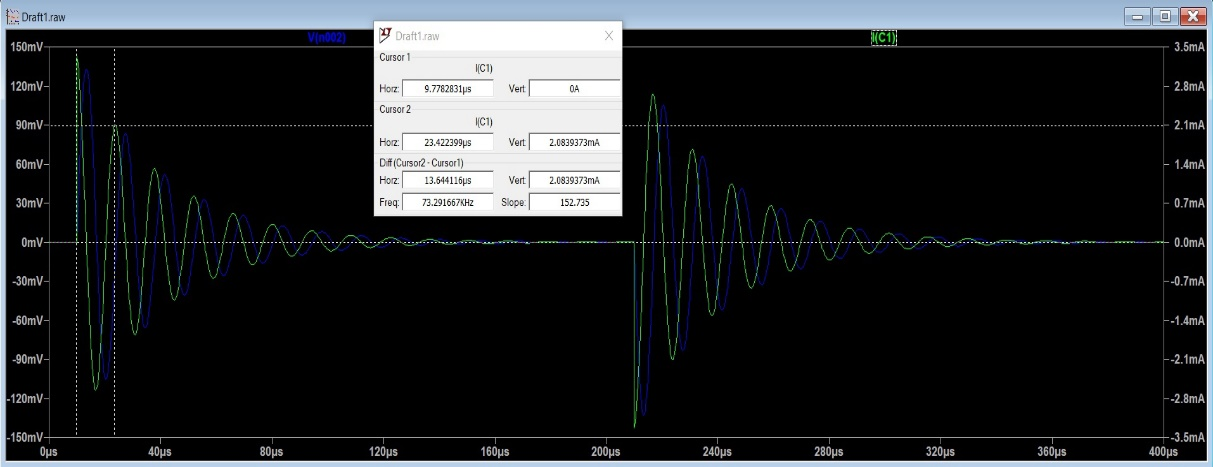 Draft1.raw
V(n002)
I(C1)
Draft1.raw
Cursor 1
I(C1)
Horz: 9.7782831µs Vert: 0A
Cursor 2
I(C1)
Horz: 23.422399µs Vert: 2.0839373mA
Diff (Cursor2 - Cursor1)
Horz: 13.644116µs Vert: 2.0839373mA
Freq: 73.291667KHz Slope: 152.735
150mV 3.5mA
120mV 2.8mA
90mV 2.1mA
60mV 1.4mA
30mV 0.7mA
0mV 0.0mA
-30mV -0.7mA
-60mV -1.4mA
-90mV -2.1mA
-120mV -2.8mA
-150mV -3.5mA
0µs 40µs 80µs 120µs 160µs 200µs 240µs 280µs 320µs 360µs 400µs